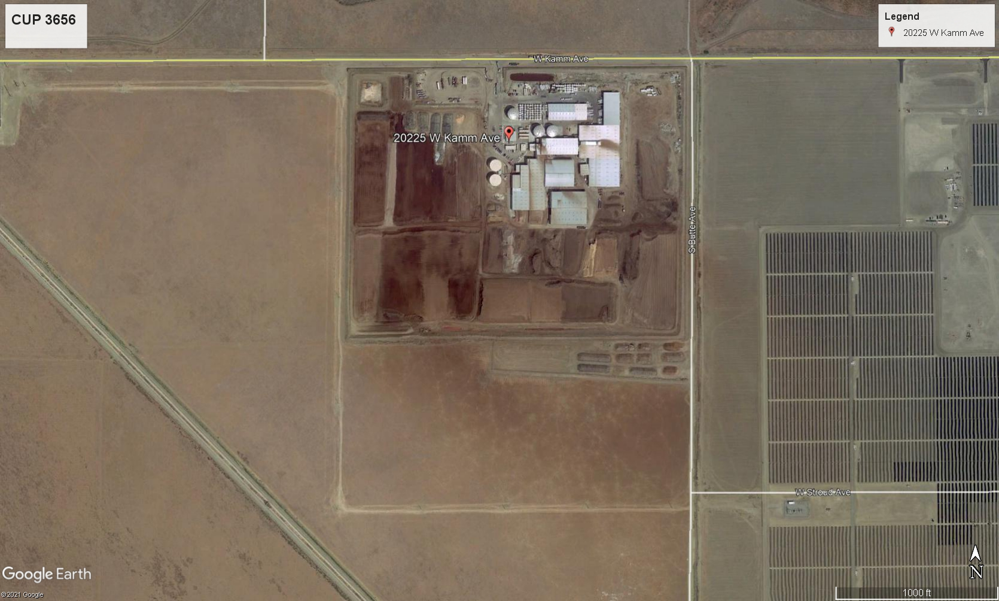 CUP 3656
Legend
20225 W Kamm Ave
W Kamm Ave
20225 W Kamm Ave
S Butte Ave
W Stroud Ave
N
Google Earth
©2021 Google
1000 ft